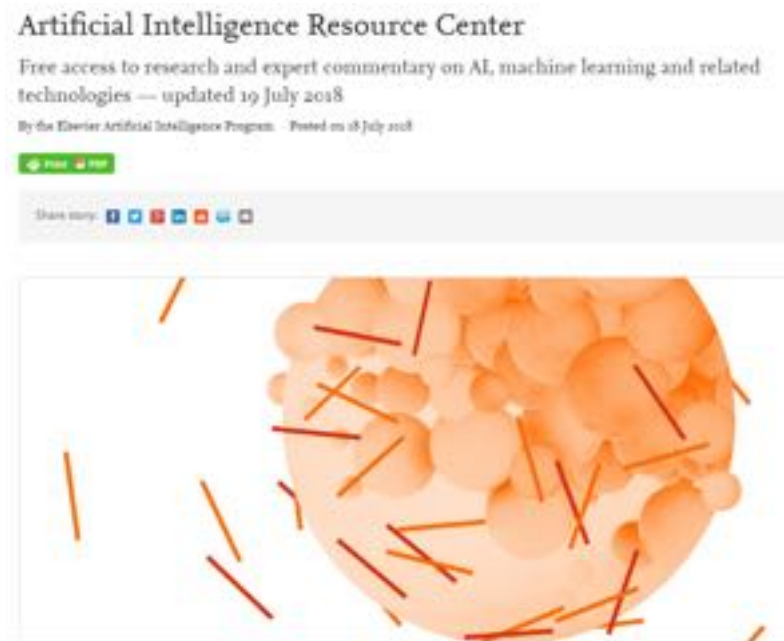 Artificial Intelligence Resource Center
Free access to research and expert commentary on AI, machine learning and related
technologies — updated 19 July 2018
By the Elsevier Artificial Intelligence Program Posted on 18 July 2018
Print PDF
Share story: